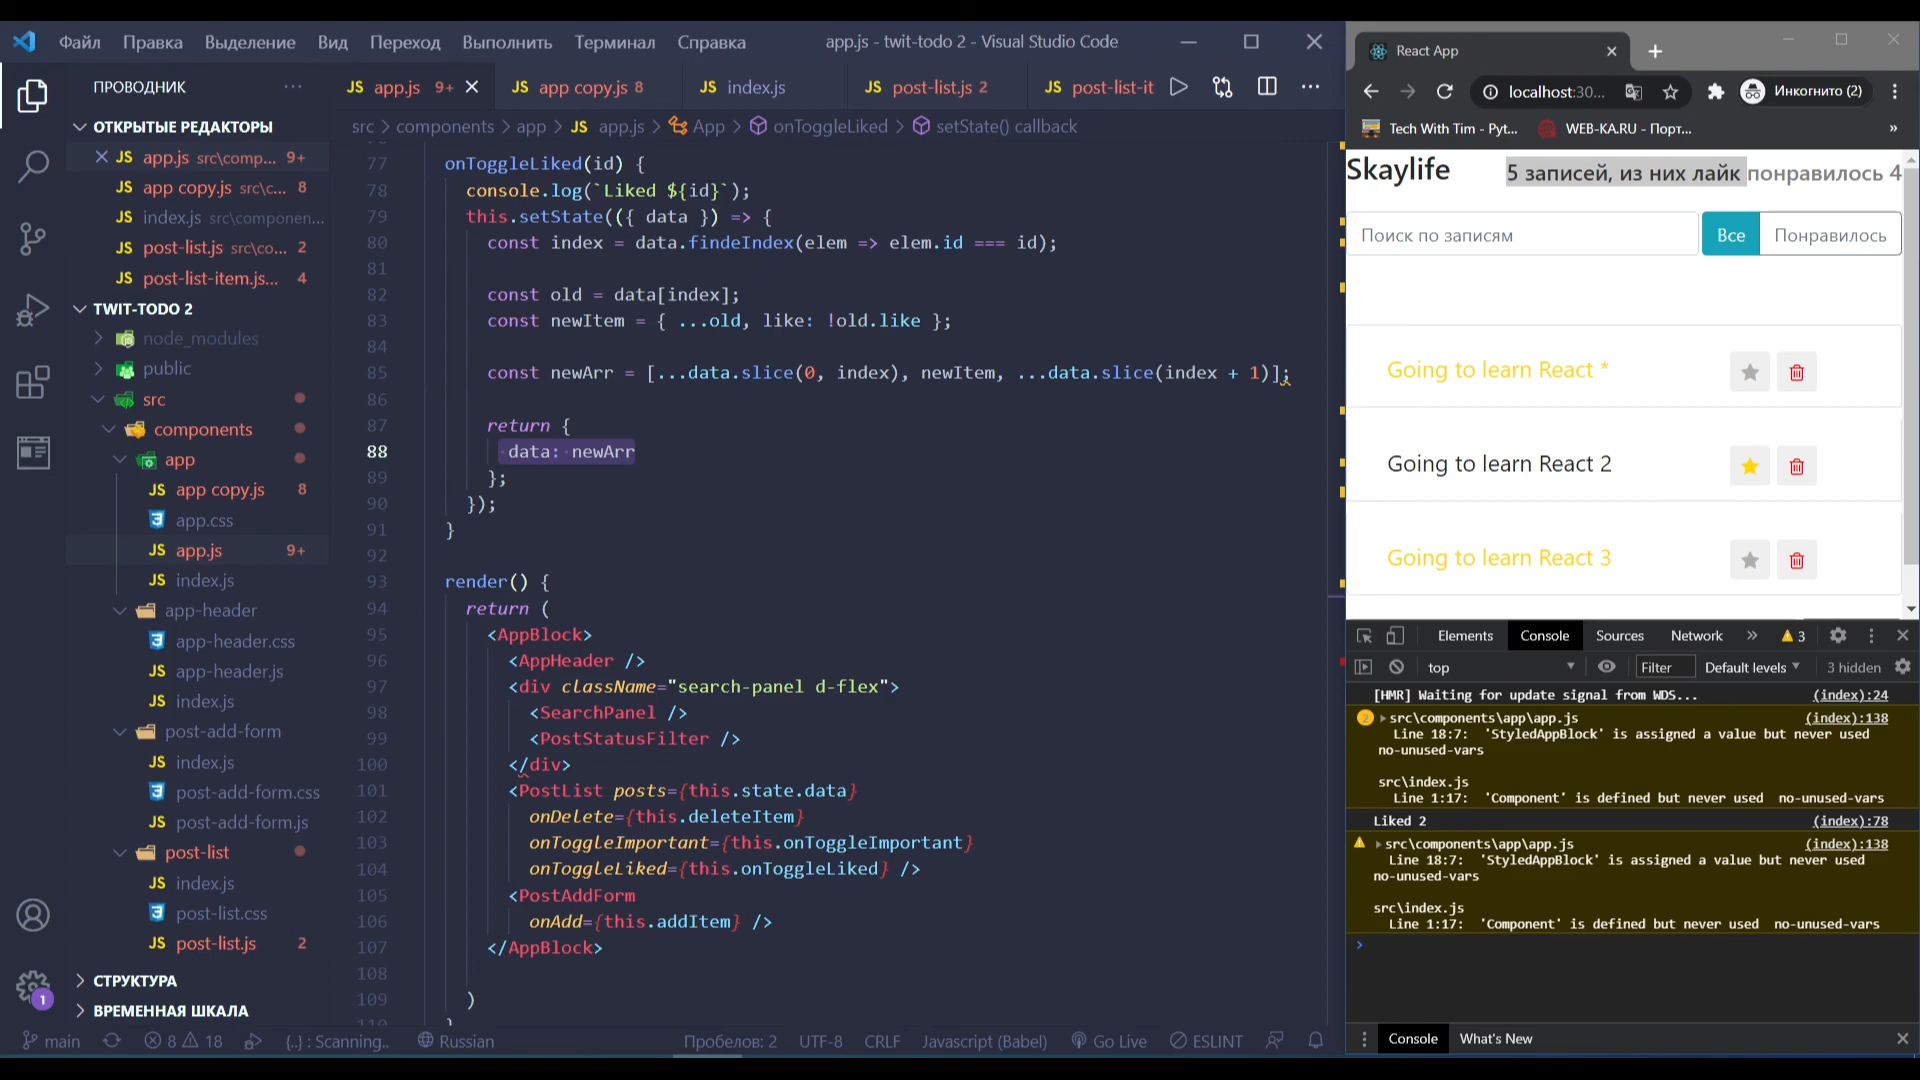 Файл Правка Выделение Вид Переход Выполнить Терминал Справка
app.js - twit-todo 2 - Visual Studio Code
ПРОВОДНИК
JS app.js 9+
JS app copy.js 8
JS index.js
JS post-list.js 2
JS post-list-it
src > components > app > JS app.js > App > onToggleLiked > setState() callback
ОТКРЫТЫЕ РЕДАКТОРЫ
JS app.js src\comp... 9+
JS app copy.js src\c... 8
JS index.js src\componen...
JS post-list.js src\co... 2
JS post-list-item.js... 4
TWIT-TODO 2
node_modules
public
src
components
app
JS app copy.js 8
app.css
JS app.js 9+
JS index.js
app-header
app-header.css
JS app-header.js
JS index.js
post-add-form
JS index.js
post-add-form.css
JS post-add-form.js
post-list
JS index.js
post-list.css
JS post-list.js 2
СТРУКТУРА
ВРЕМЕННАЯ ШКАЛА
77 onToggleLiked(id) {
78 console.log(`Liked ${id}`);
79 this.setState(({ data }) => {
80 const index = data.findeIndex(elem => elem.id === id);
81
82 const old = data[index];
83 const newItem = { ...old, like: !old.like };
84
85 const newArr = [...data.slice(0, index), newItem, ...data.slice(index + 1)];
86
87 return {
88 data: newArr
89 };
90 });
91 }
92
93 render() {
94 return (
95 <AppBlock>
96 <AppHeader />
97 <div className="search-panel d-flex">
98 <SearchPanel />
99 <PostStatusFilter />
100 </div>
101 <PostList posts={this.state.data}
102 onDelete={this.deleteItem}
103 onToggleImportant={this.onToggleImportant}
104 onToggleLiked={this.onToggleLiked} />
105 <PostAddForm
106 onAdd={this.addItem} />
107 </AppBlock>
108
109 )
main 8 18 {..} : Scanning.. Russian Пробелов: 2 UTF-8 CRLF Javascript (Babel) Go Live ESLINT
1
React App
localhost:30... Инкогнито (2)
Tech With Tim - Pyt... WEB-KA.RU - Порт... »
Skaylife 5 записей, из них лайк понравилось 4
Поиск по записям Все Понравилось
Going to learn React *
Going to learn React 2
Going to learn React 3
Elements Console Sources Network » 3
top Filter Default levels 3 hidden
[HMR] Waiting for update signal from WDS... (index):24
2 src\components\app\app.js (index):138
Line 18:7: 'StyledAppBlock' is assigned a value but never used
no-unused-vars
src\index.js
Line 1:17: 'Component' is defined but never used no-unused-vars
Liked 2 (index):78
src\components\app\app.js (index):138
Line 18:7: 'StyledAppBlock' is assigned a value but never used
no-unused-vars
src\index.js
Line 1:17: 'Component' is defined but never used no-unused-vars
Console What's New